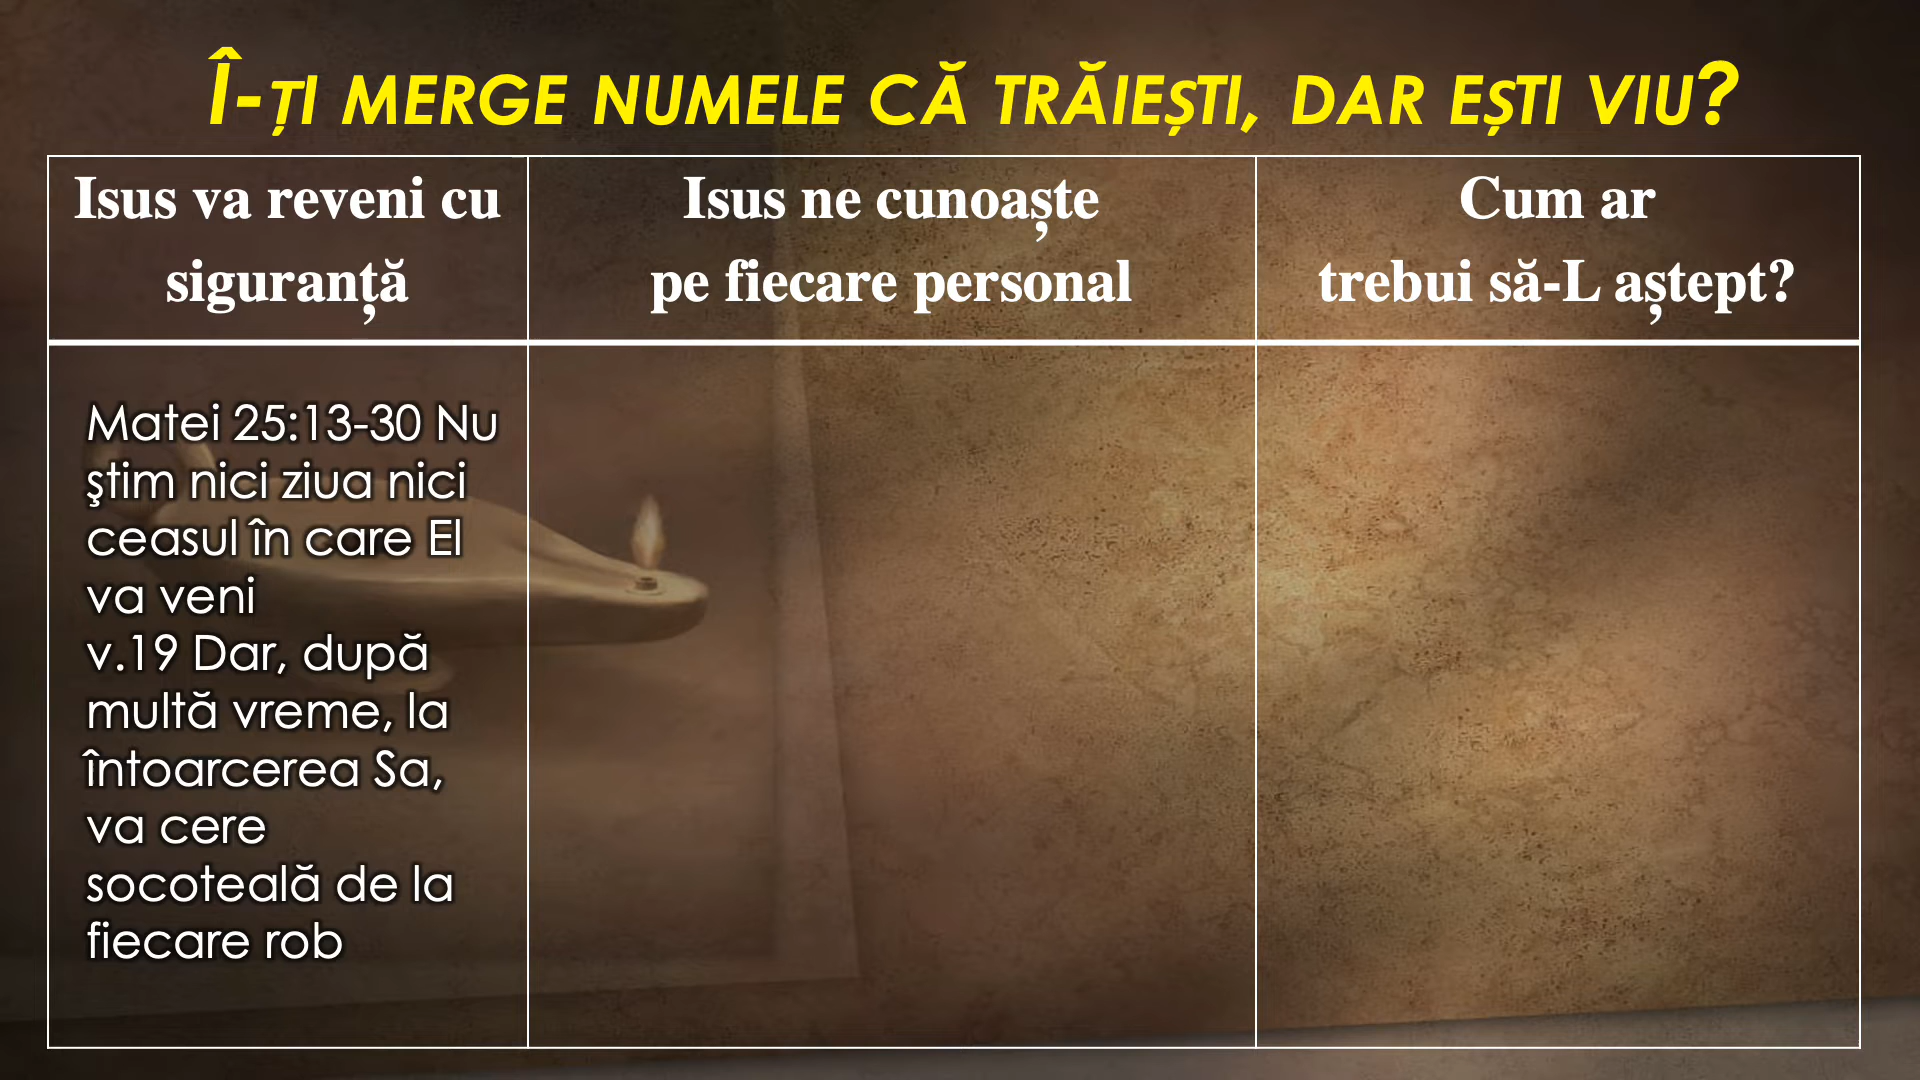 Î-ȚI MERGE NUMELE CĂ TRĂIEȘTI, DAR EȘTI VIU?
Isus va reveni cu
siguranță
Isus ne cunoaște
pe fiecare personal
Cum ar
trebui să-L aștept?
Matei 25:13-30 Nu
ştim nici ziua nici
ceasul în care El
va veni
v.19 Dar, după
multă vreme, la
întoarcerea Sa,
va cere
socoteală de la
fiecare rob